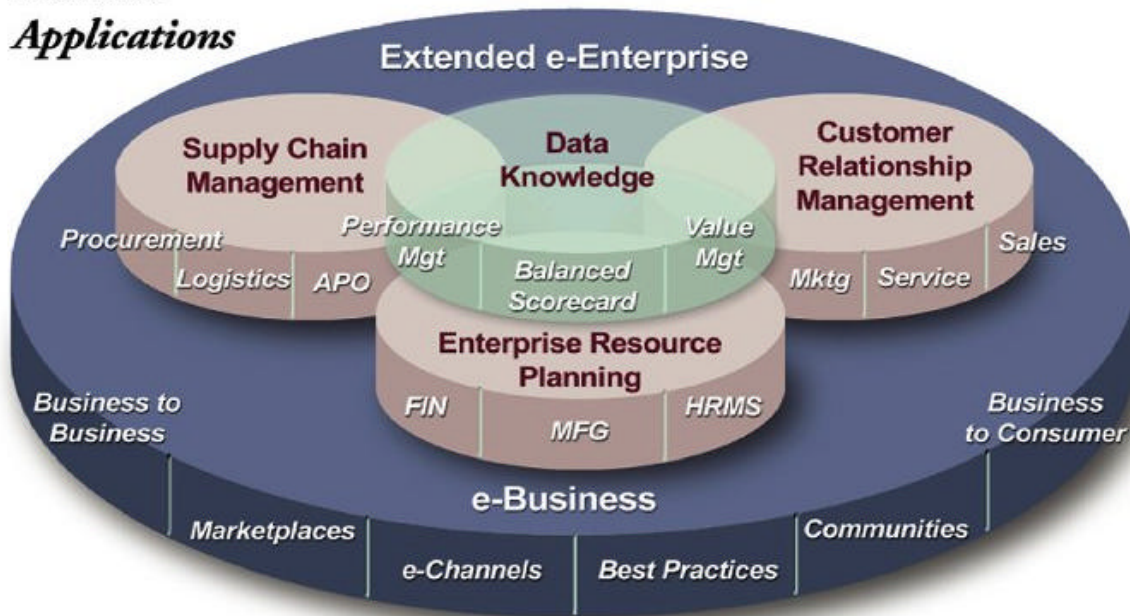 Applications
Extended e-Enterprise
Supply Chain
Management
Data
Knowledge
Customer
Relationship
Management
Procurement
Logistics
APO
Performance
Mgt
Balanced
Scorecard
Value
Mgt
Mktg
Service
Sales
Enterprise Resource
Planning
FIN
MFG
HRMS
Business to
Business
Business
to Consumer
e-Business
Marketplaces
e-Channels
Best Practices
Communities